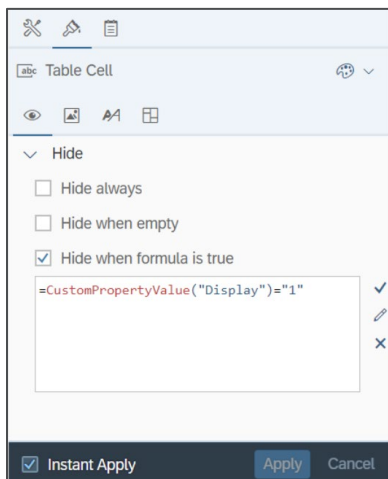 abc Table Cell
Hide
Hide always
Hide when empty
Hide when formula is true
=CustomPropertyValue("Display")="1"
Instant Apply Apply Cancel